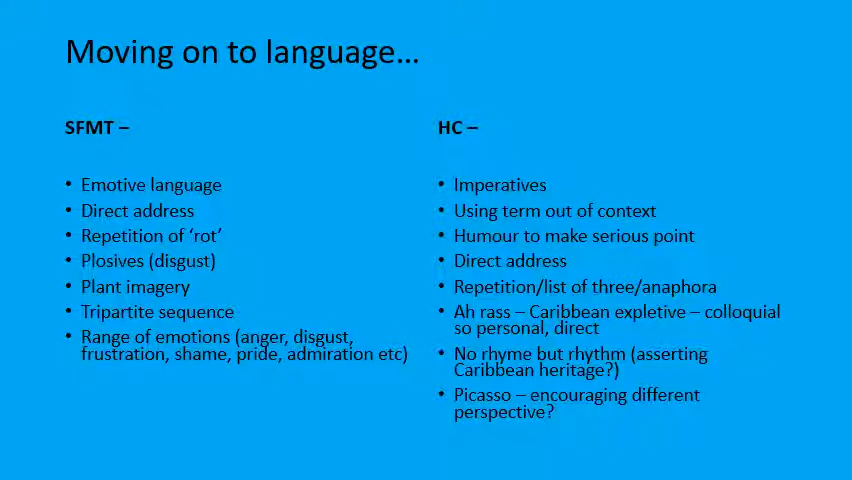 Moving on to language…
SFMT –
• Emotive language
• Direct address
• Repetition of ‘rot’
• Plosives (disgust)
• Plant imagery
• Tripartite sequence
• Range of emotions (anger, disgust,
frustration, shame, pride, admiration etc)
HC –
• Imperatives
• Using term out of context
• Humour to make serious point
• Direct address
• Repetition/list of three/anaphora
• Ah rass – Caribbean expletive – colloquial
so personal, direct
• No rhyme but rhythm (asserting
Caribbean heritage?)
• Picasso – encouraging different
perspective?